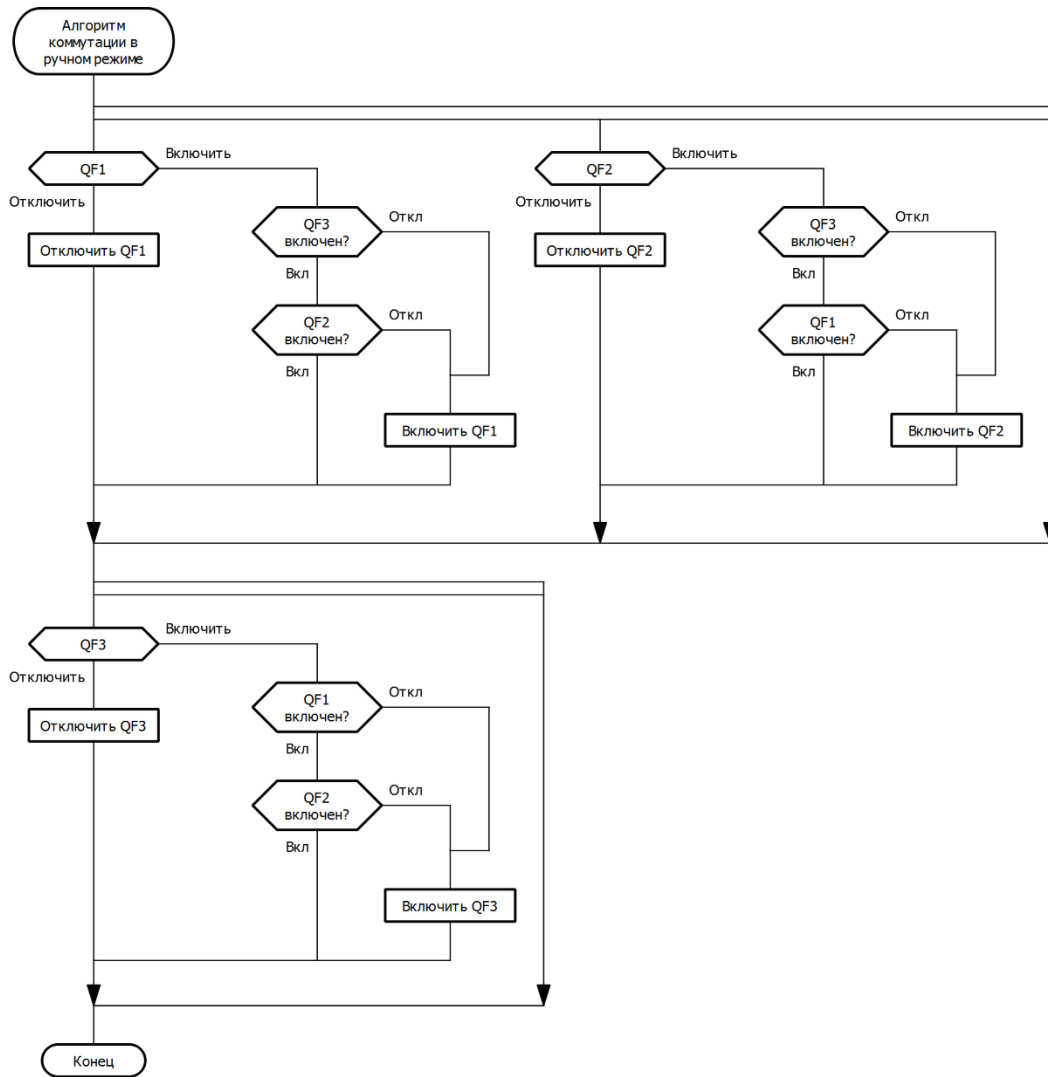 Алгоритм
коммутации в
ручном режиме
QF1
Включить
Отключить
Отключить QF1
QF3
включен?
Откл
Вкл
QF2
включен?
Откл
Вкл
Включить QF1
QF2
Включить
Отключить
Отключить QF2
QF3
включен?
Откл
Вкл
QF1
включен?
Откл
Вкл
Включить QF2
QF3
Включить
Отключить
Отключить QF3
QF1
включен?
Откл
Вкл
QF2
включен?
Откл
Вкл
Включить QF3
Конец